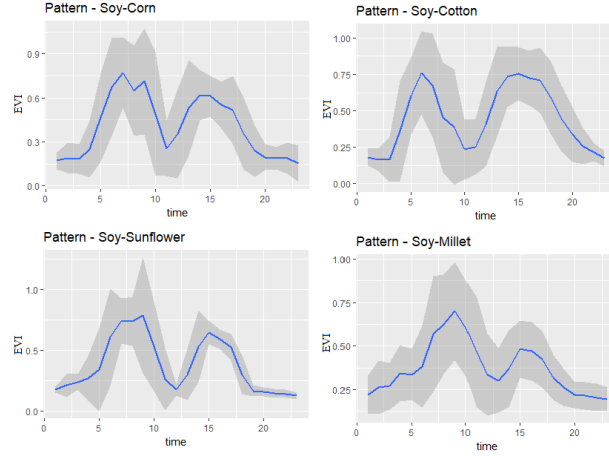 Pattern - Soy-Corn
0.9
0.6
0.3
0.0
EVI
0 5 10 15 20
time
Pattern - Soy-Cotton
1.00
0.75
0.50
0.25
0.00
EVI
0 5 10 15 20
time
Pattern - Soy-Sunflower
1.0
0.5
0.0
EVI
0 5 10 15 20
time
Pattern - Soy-Millet
1.00
0.75
0.50
0.25
EVI
0 5 10 15 20
time